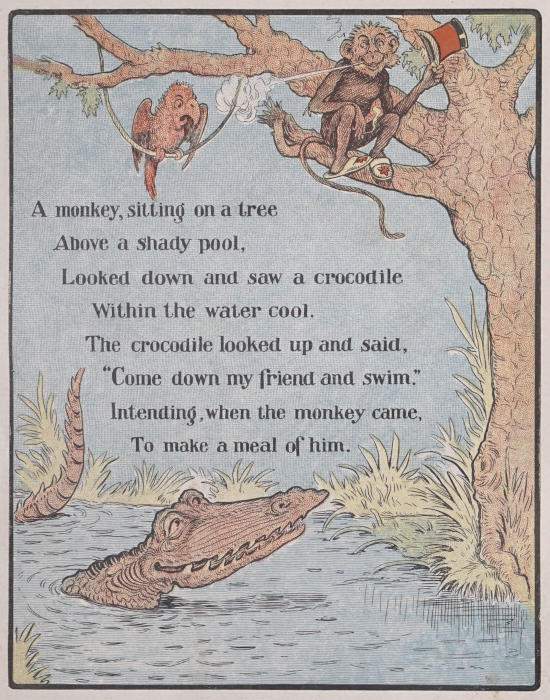 A monkey, sitting on a tree
Above a shady pool,
Looked down and saw a crocodile
Within the water cool.
The crocodile looked up and said,
"Come down my friend and swim."
Intending, when the monkey came,
To make a meal of him.